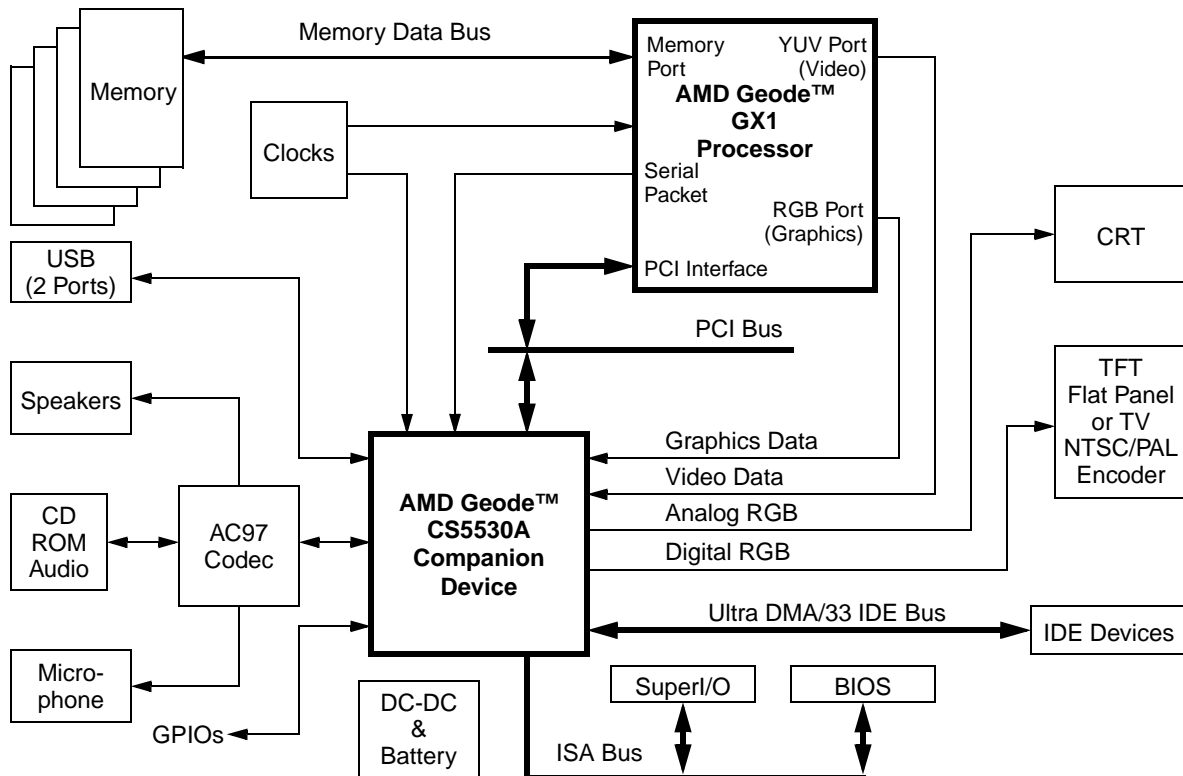 Memory Data Bus
Memory
Clocks
Memory
Port
YUV Port
(Video)
AMD Geode™
GX1
Processor
Serial
Packet
RGB Port
(Graphics)
PCI Interface
CRT
USB
(2 Ports)
PCI Bus
Speakers
TFT
Flat Panel
or TV
NTSC/PAL
Encoder
Graphics Data
Video Data
Analog RGB
Digital RGB
AMD Geode™
CS5530A
Companion
Device
CD
ROM
Audio
AC97
Codec
Ultra DMA/33 IDE Bus
IDE Devices
Micro-
phone
GPIOs
DC-DC
&
Battery
SuperI/O
BIOS
ISA Bus